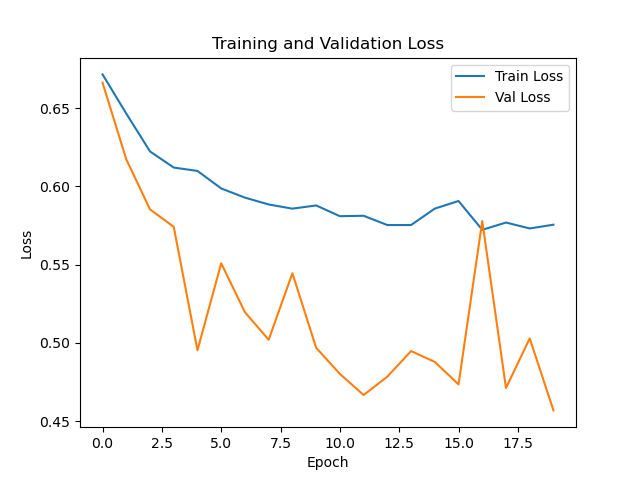 Training and Validation Loss
Train Loss
Val Loss
0.65
0.60
0.55
0.50
0.45
Loss
0.0 2.5 5.0 7.5 10.0 12.5 15.0 17.5
Epoch